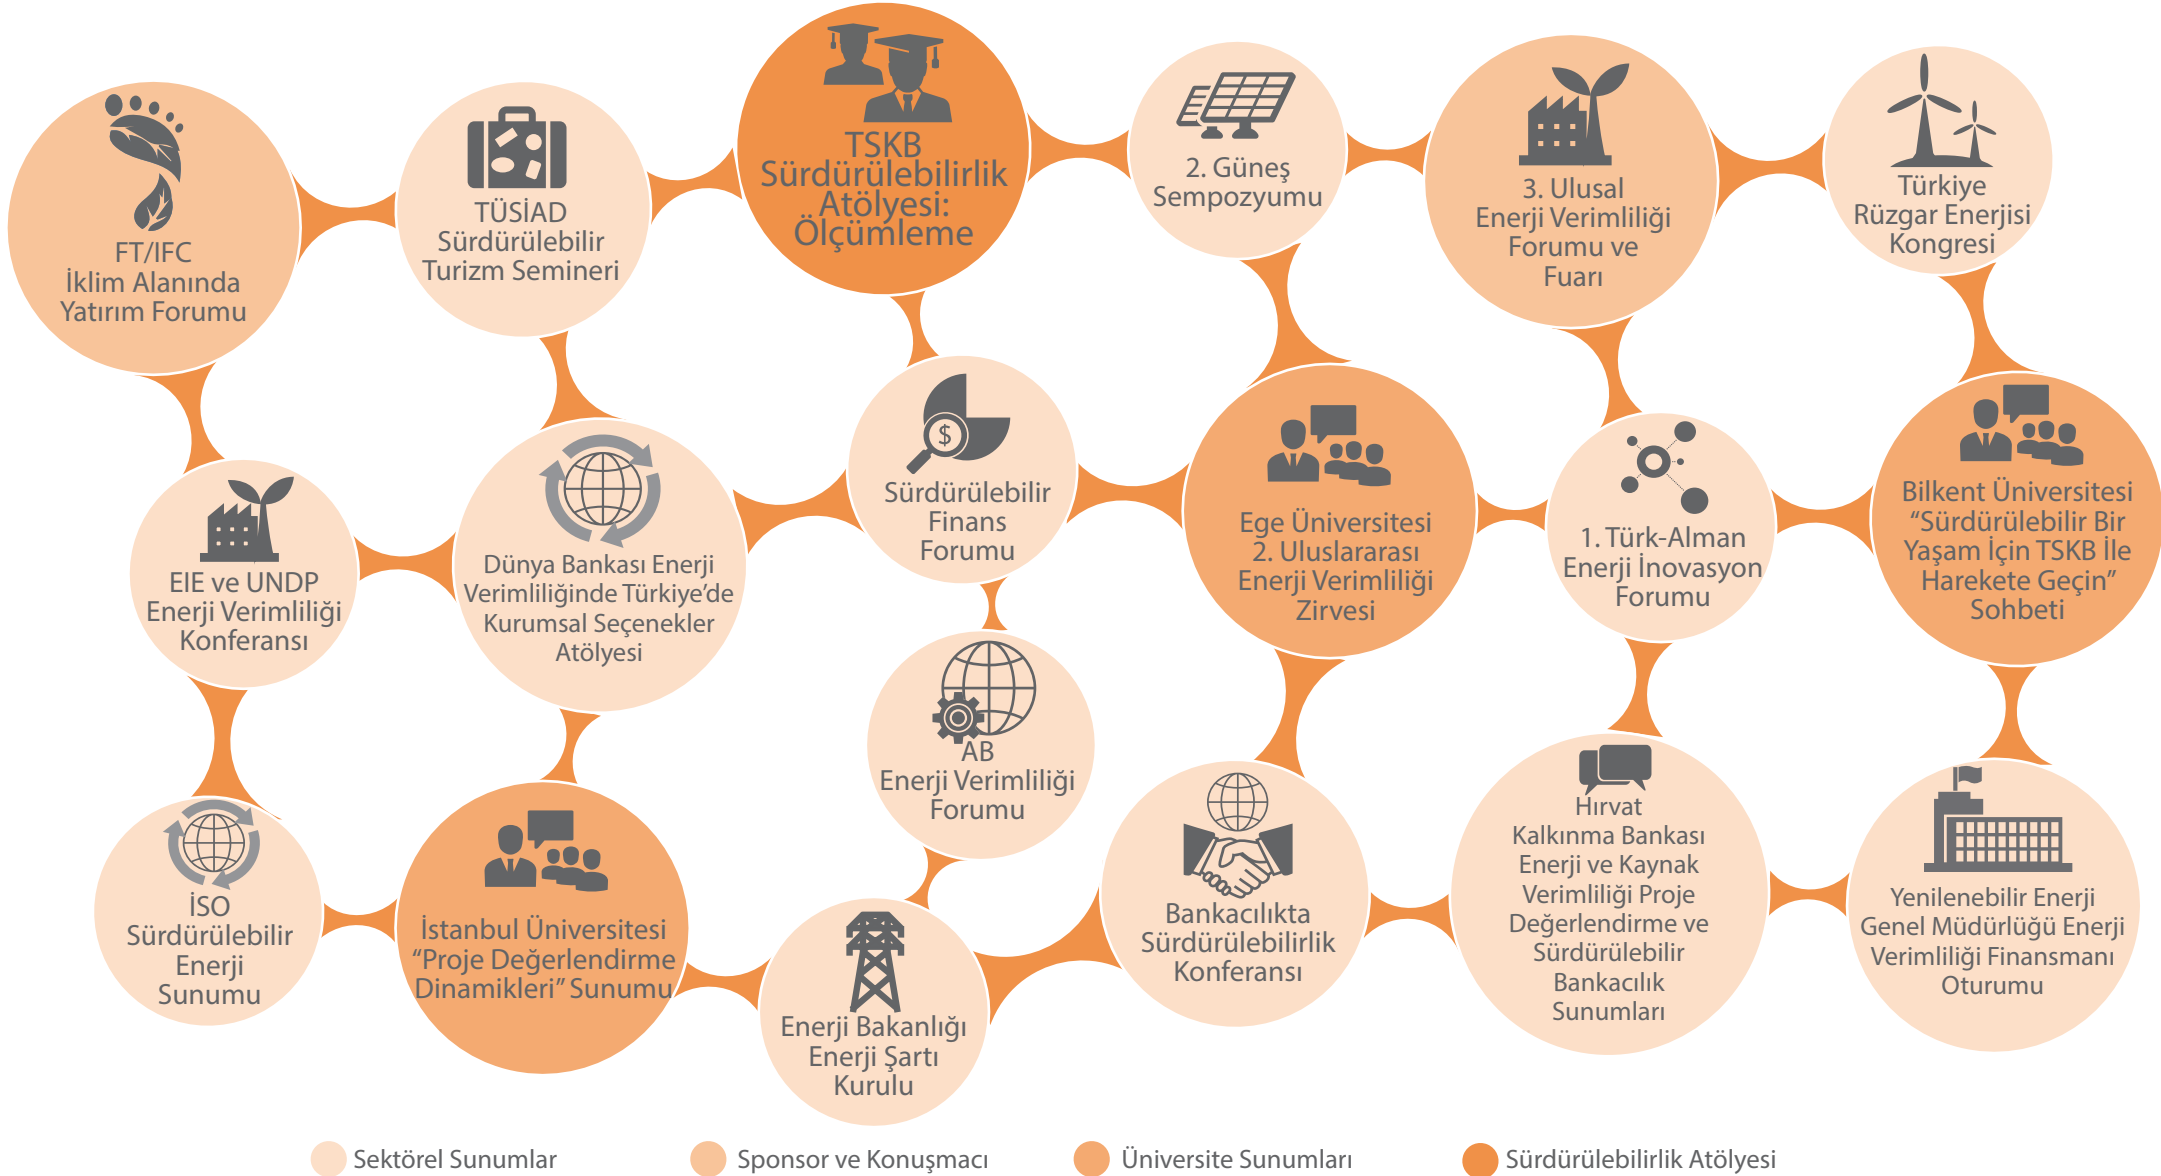 FT/IFC
İklim Alanında
Yatırım Forumu
TÜSİAD
Sürdürülebilir
Turizm Semineri
TSKB
Sürdürülebilirlik
Atölyesi:
Ölçümleme
2. Güneş
Sempozyumu
3. Ulusal
Enerji Verimliliği
Forumu ve
Fuarı
Türkiye
Rüzgar Enerjisi
Kongresi
EIE ve UNDP
Enerji Verimliliği
Konferansı
Dünya Bankası Enerji
Verimliliğinde Türkiye’de
Kurumsal Seçenekler
Atölyesi
$
Sürdürülebilir
Finans
Forumu
Ege Üniversitesi
2. Uluslararası
Enerji Verimliliği
Zirvesi
1. Türk-Alman
Enerji İnovasyon
Forumu
Bilkent Üniversitesi
“Sürdürülebilir Bir
Yaşam İçin TSKB İle
Harekete Geçin”
Sohbeti
İSO
Sürdürülebilir
Enerji
Sunumu
İstanbul Üniversitesi
“Proje Değerlendirme
Dinamikleri” Sunumu
AB
Enerji Verimliliği
Forumu
Enerji Bakanlığı
Enerji Şartı
Kurulu
Bankacılıkta
Sürdürülebilirlik
Konferansı
Hırvat
Kalkınma Bankası
Enerji ve Kaynak
Verimliliği Proje
Değerlendirme ve
Sürdürülebilir
Bankacılık
Sunumları
Yenilenebilir Enerji
Genel Müdürlüğü Enerji
Verimliliği Finansmanı
Oturumu
Sektörel Sunumlar
Sponsor ve Konuşmacı
Üniversite Sunumları
Sürdürülebilirlik Atölyesi